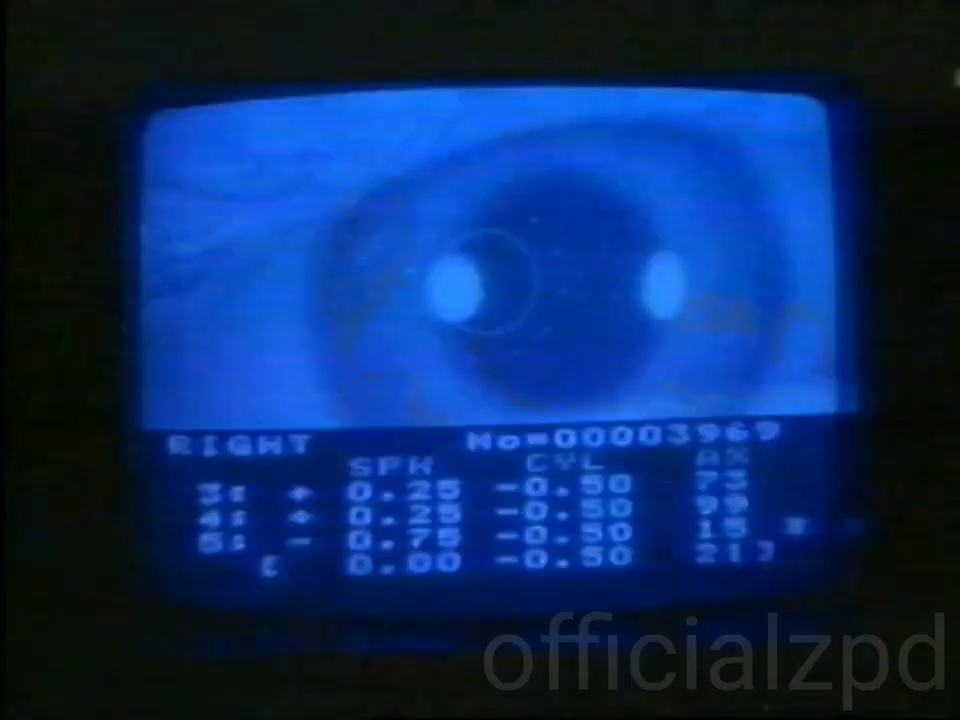 RIGHT No=00003969
SPH CYL AX
3: + 0.25 -0.50 73
4: + 0.25 -0.50 99
5: - 0.75 -0.50 15
[ 0.00 -0.50 21]
officialzpd